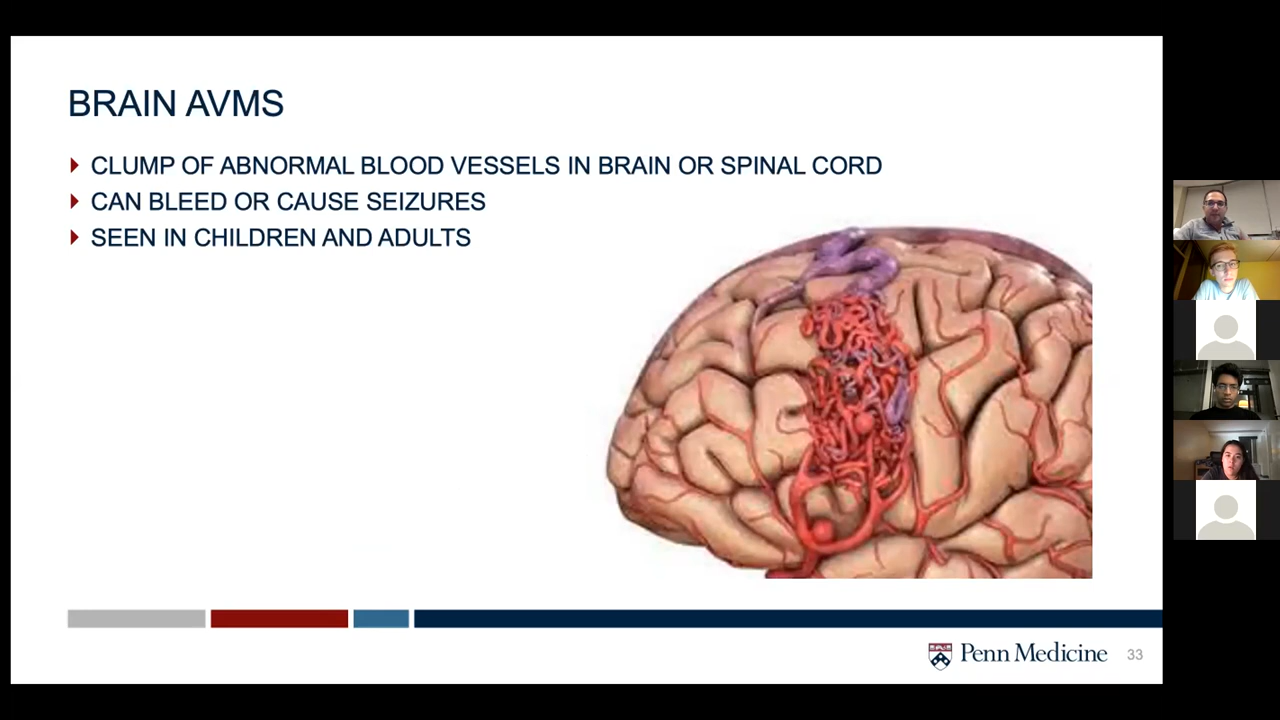 BRAIN AVMS
CLUMP OF ABNORMAL BLOOD VESSELS IN BRAIN OR SPINAL CORD
CAN BLEED OR CAUSE SEIZURES
SEEN IN CHILDREN AND ADULTS
Penn Medicine 33